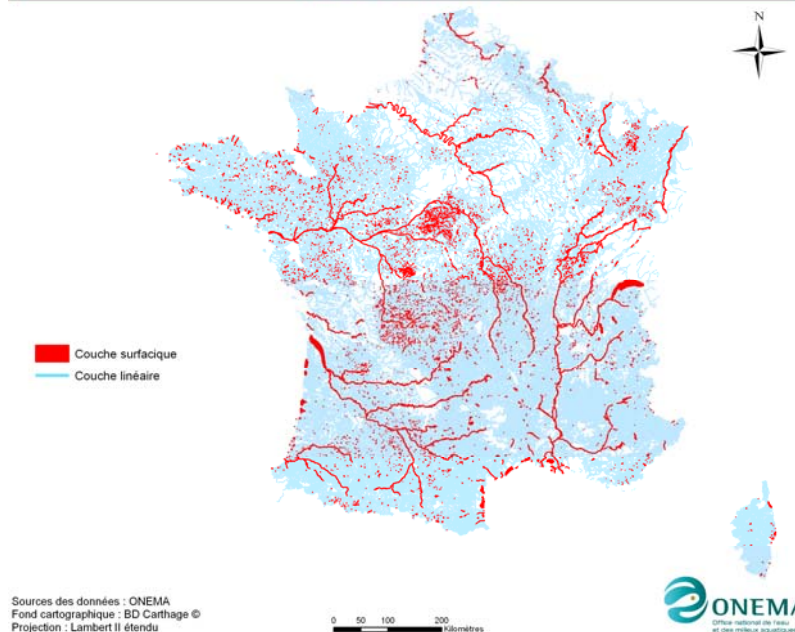 N
Couche surfacique
Couche linéaire
Sources des données : ONEMA
Fond cartographique : BD Carthage ©
Projection : Lambert II étendu
0 50 100 200
Kilomètres
ONEMA
Office national de l'eau
et des milieux aquatiques